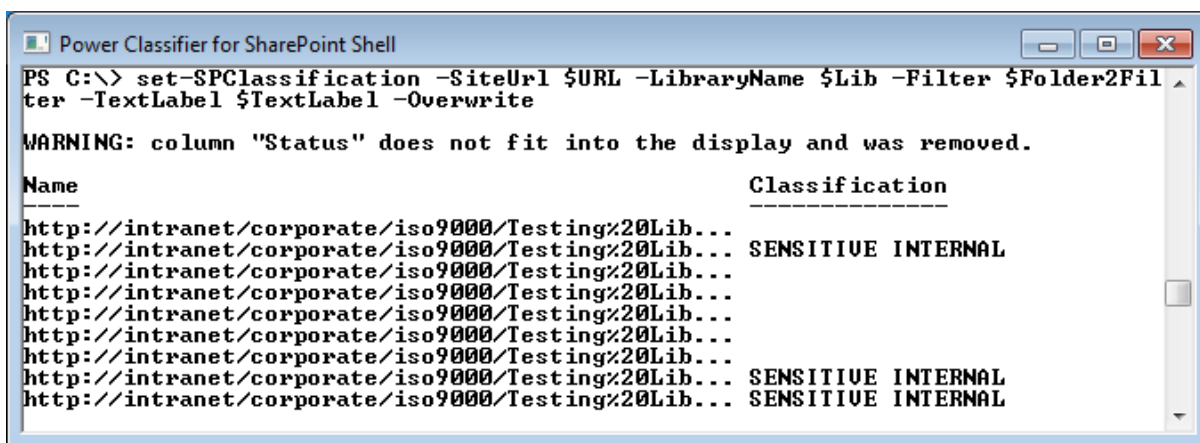 Power Classifier for SharePoint Shell
PS C:\> set-SPClassification -SiteUrl $URL -LibraryName $Lib -Filter $Folder2Fil
ter -TextLabel $TextLabel -Overwrite
WARNING: column "Status" does not fit into the display and was removed.
Name Classification
---- --------------
http://intranet/corporate/iso9000/Testing%20Lib...
http://intranet/corporate/iso9000/Testing%20Lib... SENSITIVE INTERNAL
http://intranet/corporate/iso9000/Testing%20Lib...
http://intranet/corporate/iso9000/Testing%20Lib...
http://intranet/corporate/iso9000/Testing%20Lib...
http://intranet/corporate/iso9000/Testing%20Lib...
http://intranet/corporate/iso9000/Testing%20Lib...
http://intranet/corporate/iso9000/Testing%20Lib... SENSITIVE INTERNAL
http://intranet/corporate/iso9000/Testing%20Lib... SENSITIVE INTERNAL